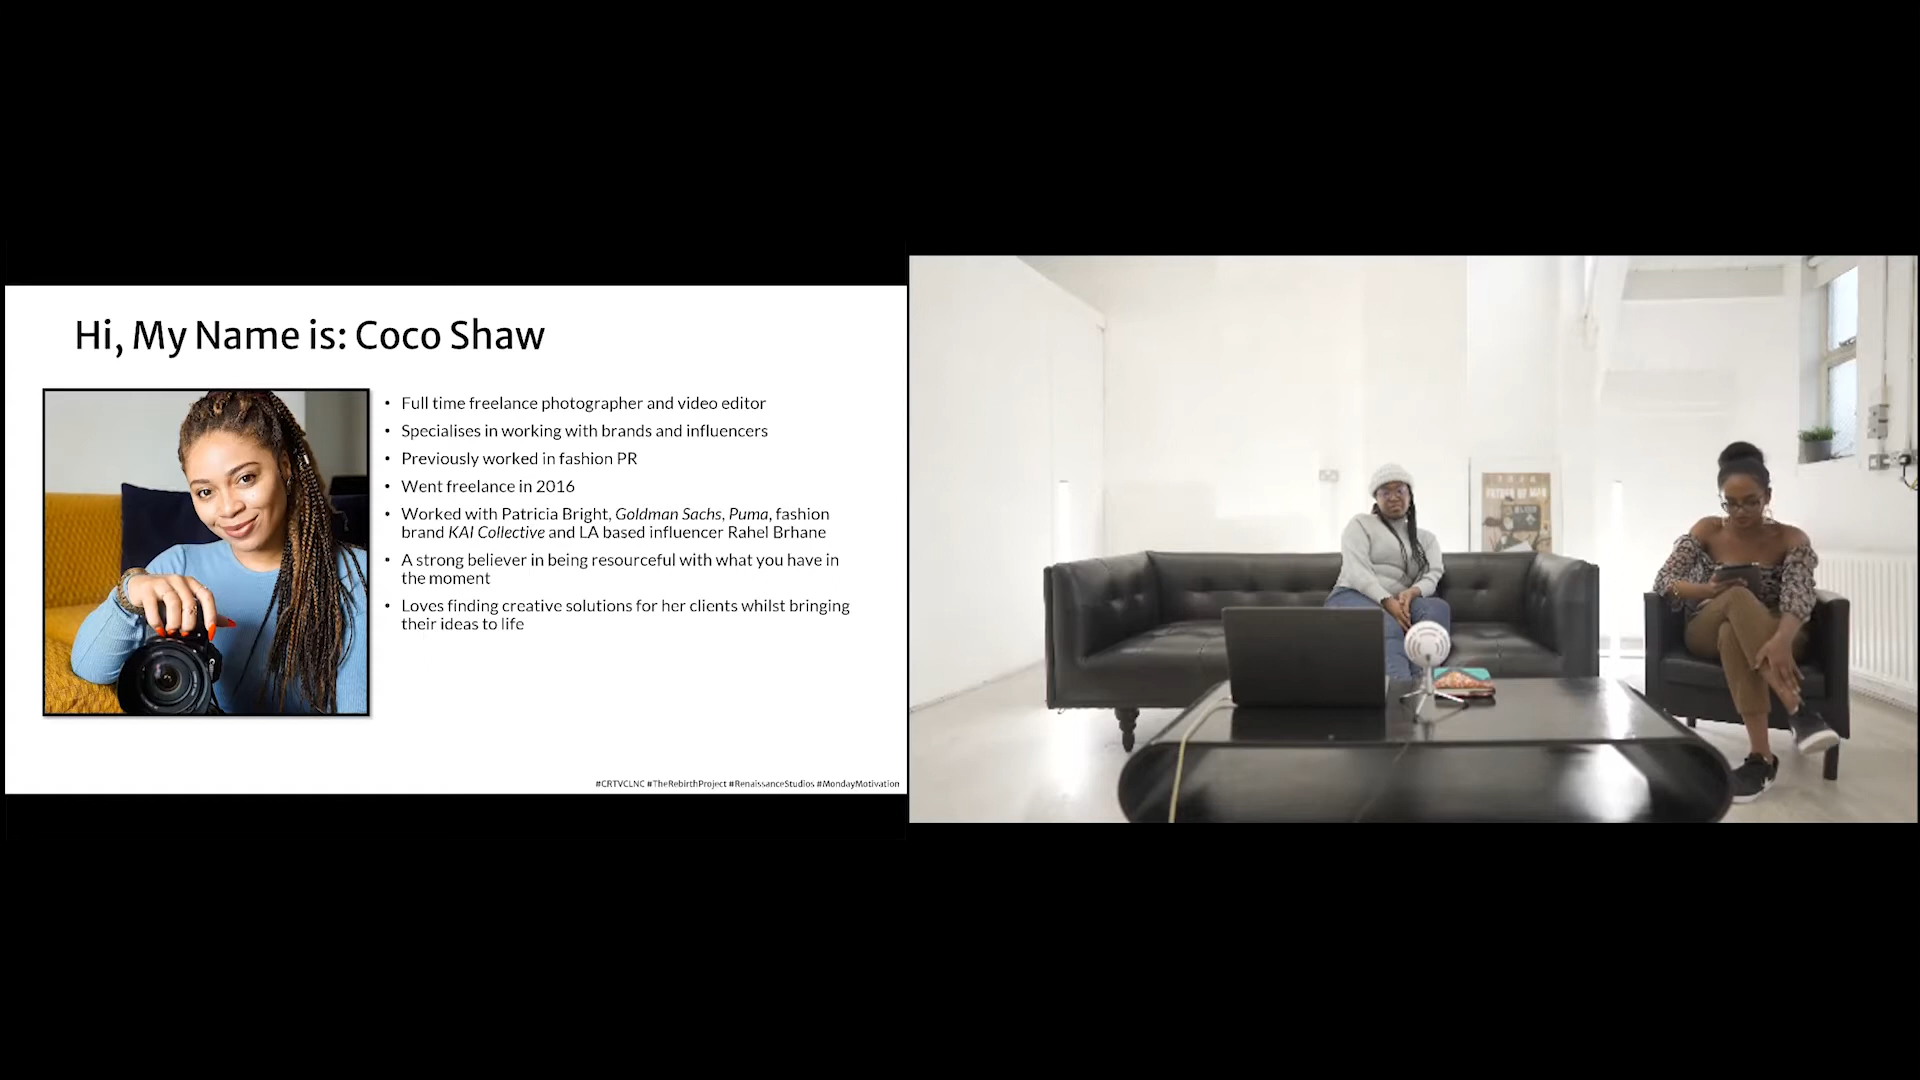 Hi, My Name is: Coco Shaw
• Full time freelance photographer and video editor
• Specialises in working with brands and influencers
• Previously worked in fashion PR
• Went freelance in 2016
• Worked with Patricia Bright, Goldman Sachs, Puma, fashion
brand KAI Collective and LA based influencer Rahel Brhane
• A strong believer in being resourceful with what you have in
the moment
• Loves finding creative solutions for her clients whilst bringing
their ideas to life
#CRTVCLNC #TheRebirthProject #RenaissanceStudios #MondayMotivation
FATHER OF MAN